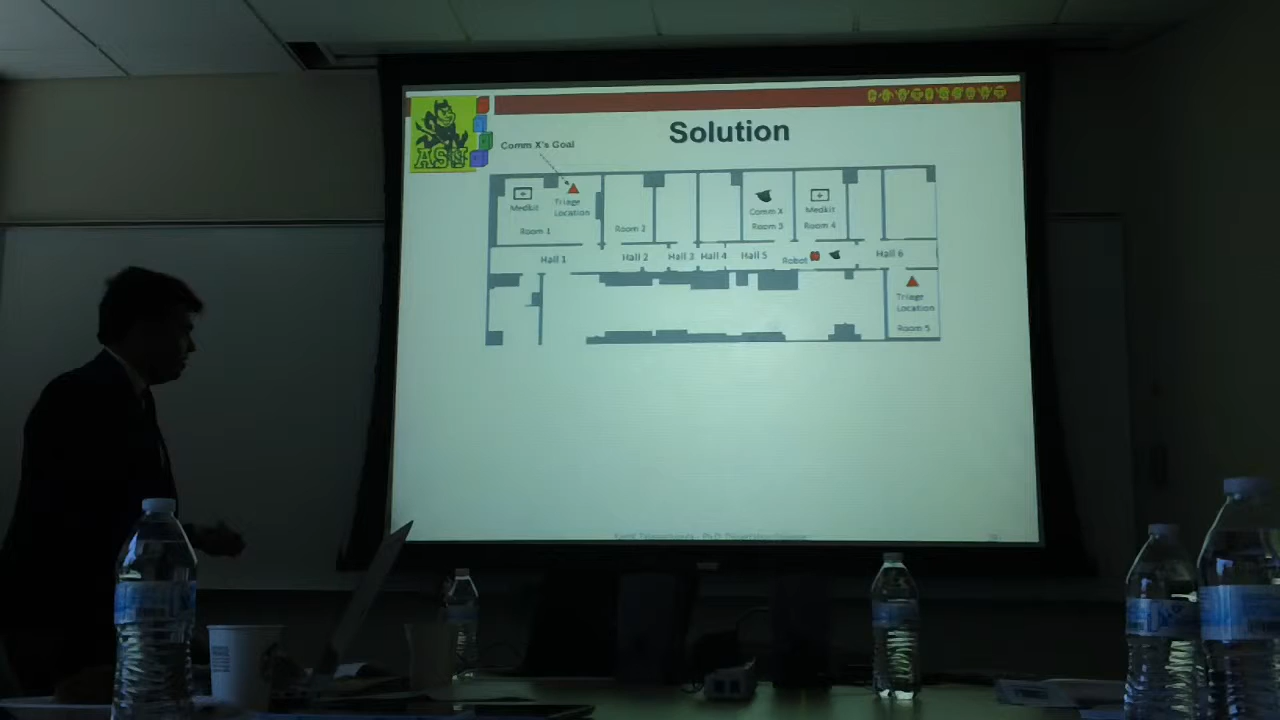 Solution
ASU
Comm X's Goal
Medkit
Triage
Location
Room 1
Room 2
Comm X
Room 3
Medkit
Room 4
Hall 1
Hall 2
Hall 3
Hall 4
Hall 5
Robot
Hall 6
Triage
Location
Room 5